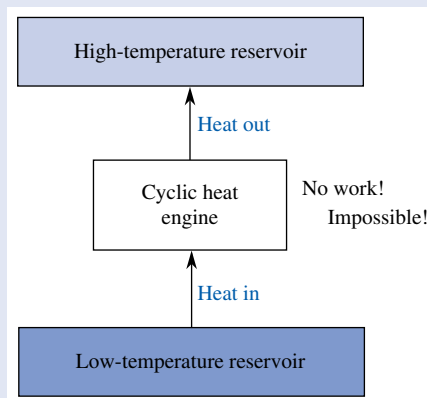 High-temperature reservoir
Heat out
Cyclic heat
engine
No work!
Impossible!
Heat in
Low-temperature reservoir